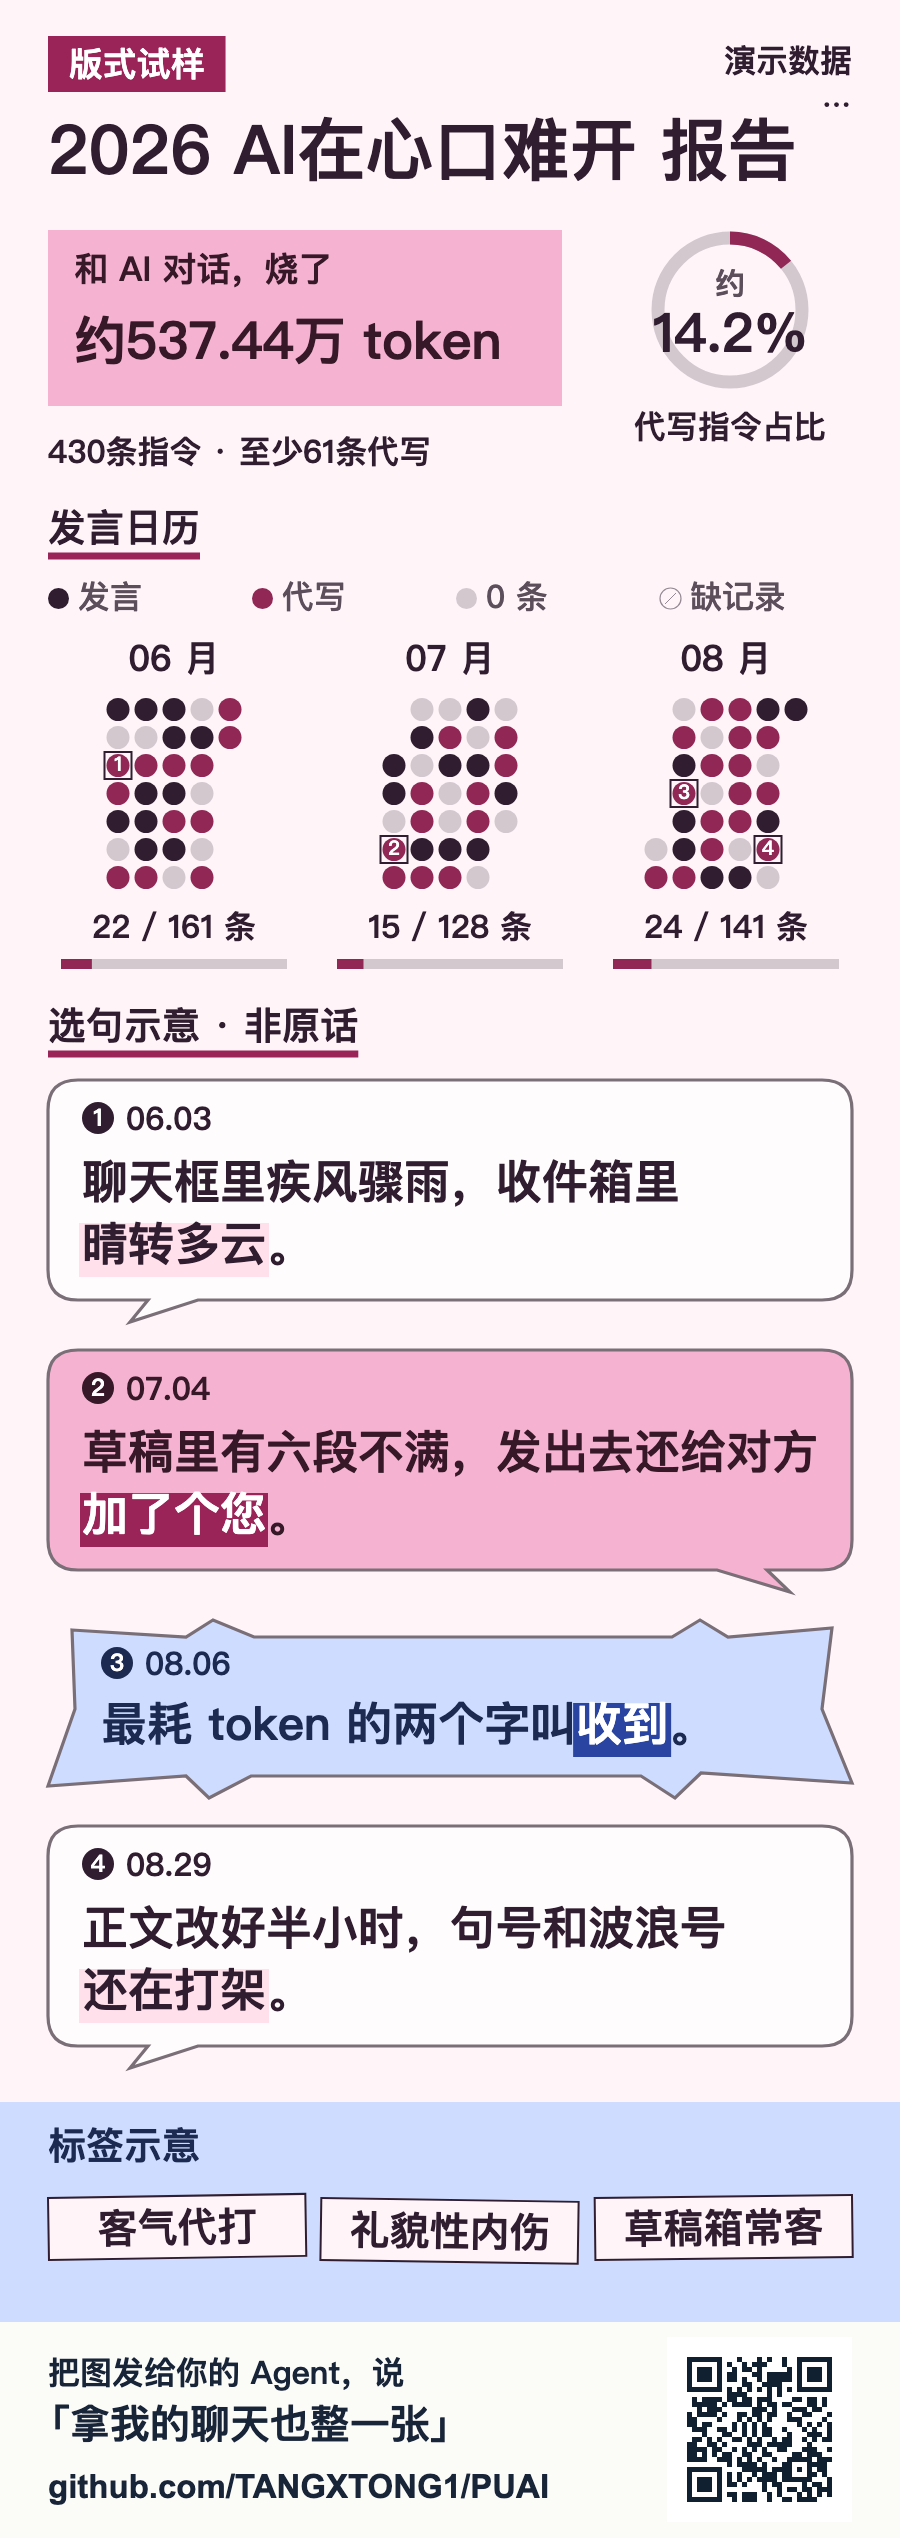 版式试样
演示数据
...
2026 AI在心口难开 报告
和 AI 对话，烧了
约537.44万 token
约
14.2%
代写指令占比
430条指令 · 至少61条代写
发言日历
发言 代写 0 条 缺记录
06 月 07 月 08 月
1
3
2 4
22 / 161 条 15 / 128 条 24 / 141 条
选句示意 · 非原话
1 06.03
聊天框里疾风骤雨，收件箱里
晴转多云。
2 07.04
草稿里有六段不满，发出去还给对方
加了个您。
3 08.06
最耗 token 的两个字叫收到。
4 08.29
正文改好半小时，句号和波浪号
还在打架。
标签示意
客气代打 礼貌性内伤 草稿箱常客
把图发给你的 Agent，说
「拿我的聊天也整一张」
github.com/TANGXTONG1/PUAI